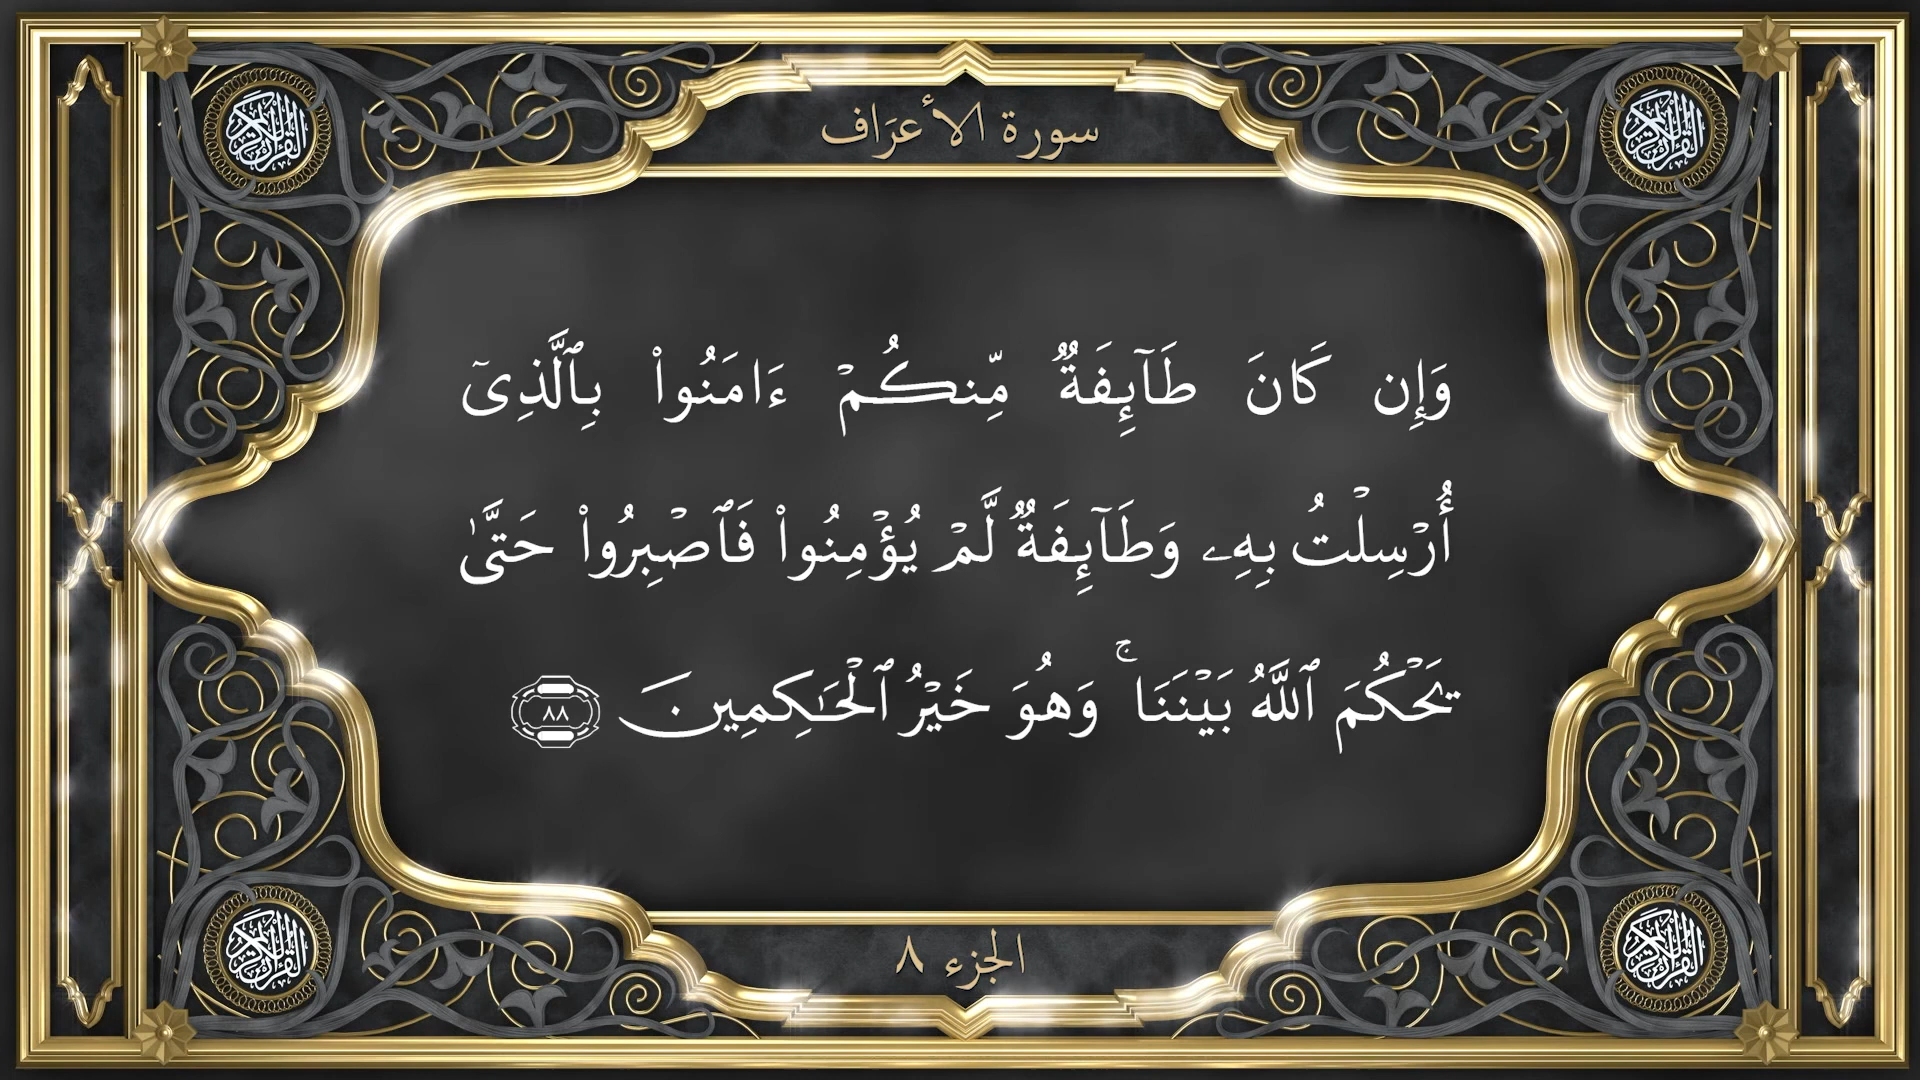 سورة الأعراف
وَإِن كَانَ طَآئِفَةٌ مِّنكُمْ ءَامَنُوا۟ بِٱلَّذِىٓ
أُرْسِلْتُ بِهِۦ وَطَآئِفَةٌ لَّمْ يُؤْمِنُوا۟ فَٱصْبِرُوا۟ حَتَّىٰ
يَحْكُمَ ٱللَّهُ بَيْنَنَا ۚ وَهُوَ خَيْرُ ٱلْحَـٰكِمِينَ ٨٨
الجزء ٨